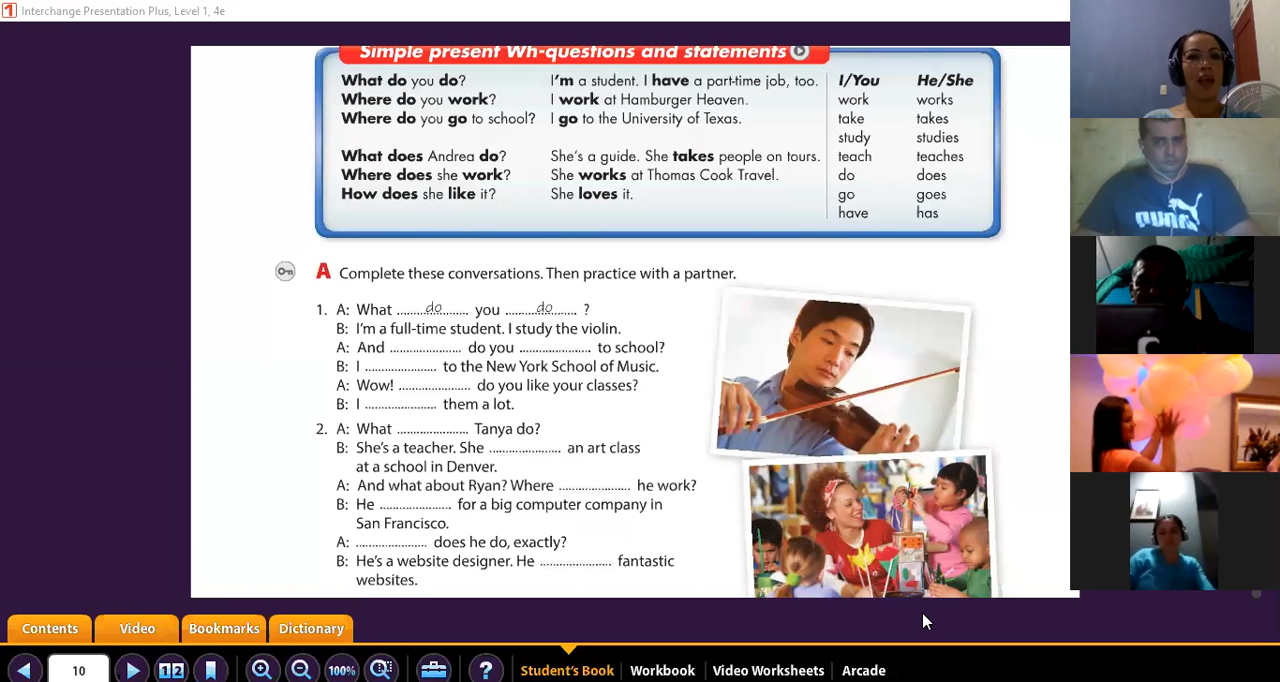 Interchange Presentation Plus, Level 1, 4e
Simple present Wh-questions and statements
What do you do? I'm a student. I have a part-time job, too. I/You He/She
Where do you work? I work at Hamburger Heaven. work works
Where do you go to school? I go to the University of Texas. take takes
study studies
What does Andrea do? She's a guide. She takes people on tours. teach teaches
Where does she work? She works at Thomas Cook Travel. do does
How does she like it? She loves it. go goes
have has
A Complete these conversations. Then practice with a partner.
1. A: What ......do...... you ......do...... ?
B: I'm a full-time student. I study the violin.
A: And .................... do you .................... to school?
B: I .................... to the New York School of Music.
A: Wow! .................... do you like your classes?
B: I .................... them a lot.
2. A: What .................... Tanya do?
B: She's a teacher. She .................... an art class
at a school in Denver.
A: And what about Ryan? Where .................... he work?
B: He .................... for a big computer company in
San Francisco.
A: .................... does he do, exactly?
B: He's a website designer. He .................... fantastic
websites.
PUMA
Contents Video Bookmarks Dictionary
10 12 100% ? Student's Book Workbook Video Worksheets Arcade